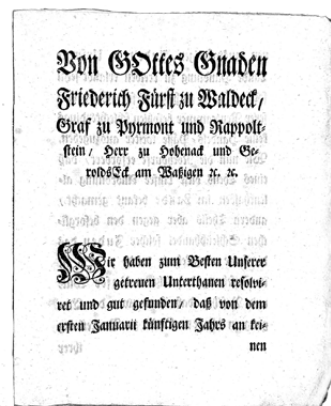 Von GOttes Gnaden
Friederich Fürst zu Waldeck/
Graf zu Pyrmont und Rappolt-
stein/ Herr zu Hohenack und Ge-
roldsEck am Waßigen ꝛc. ꝛc.
Wir haben zum Besten Unserer
getreuen Unterthanen resolvi-
ret und gut gefunden, daß von dem
ersten Januarii künftigen Jahrs an kei-
nen